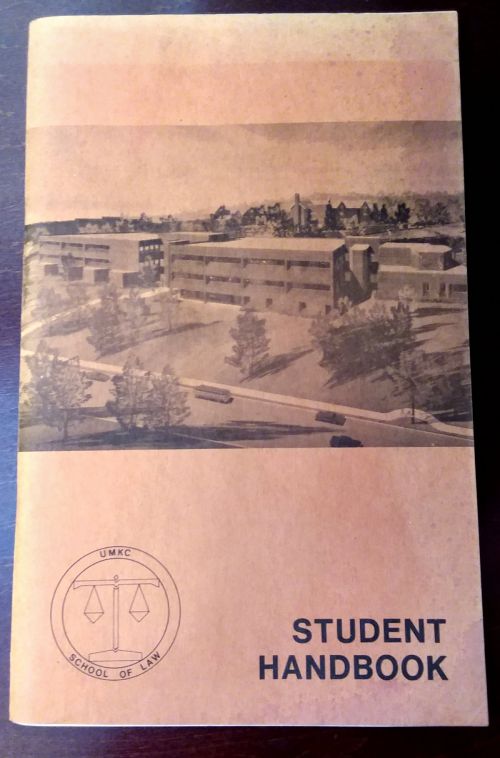 UMKC
SCHOOL OF LAW
STUDENT
HANDBOOK